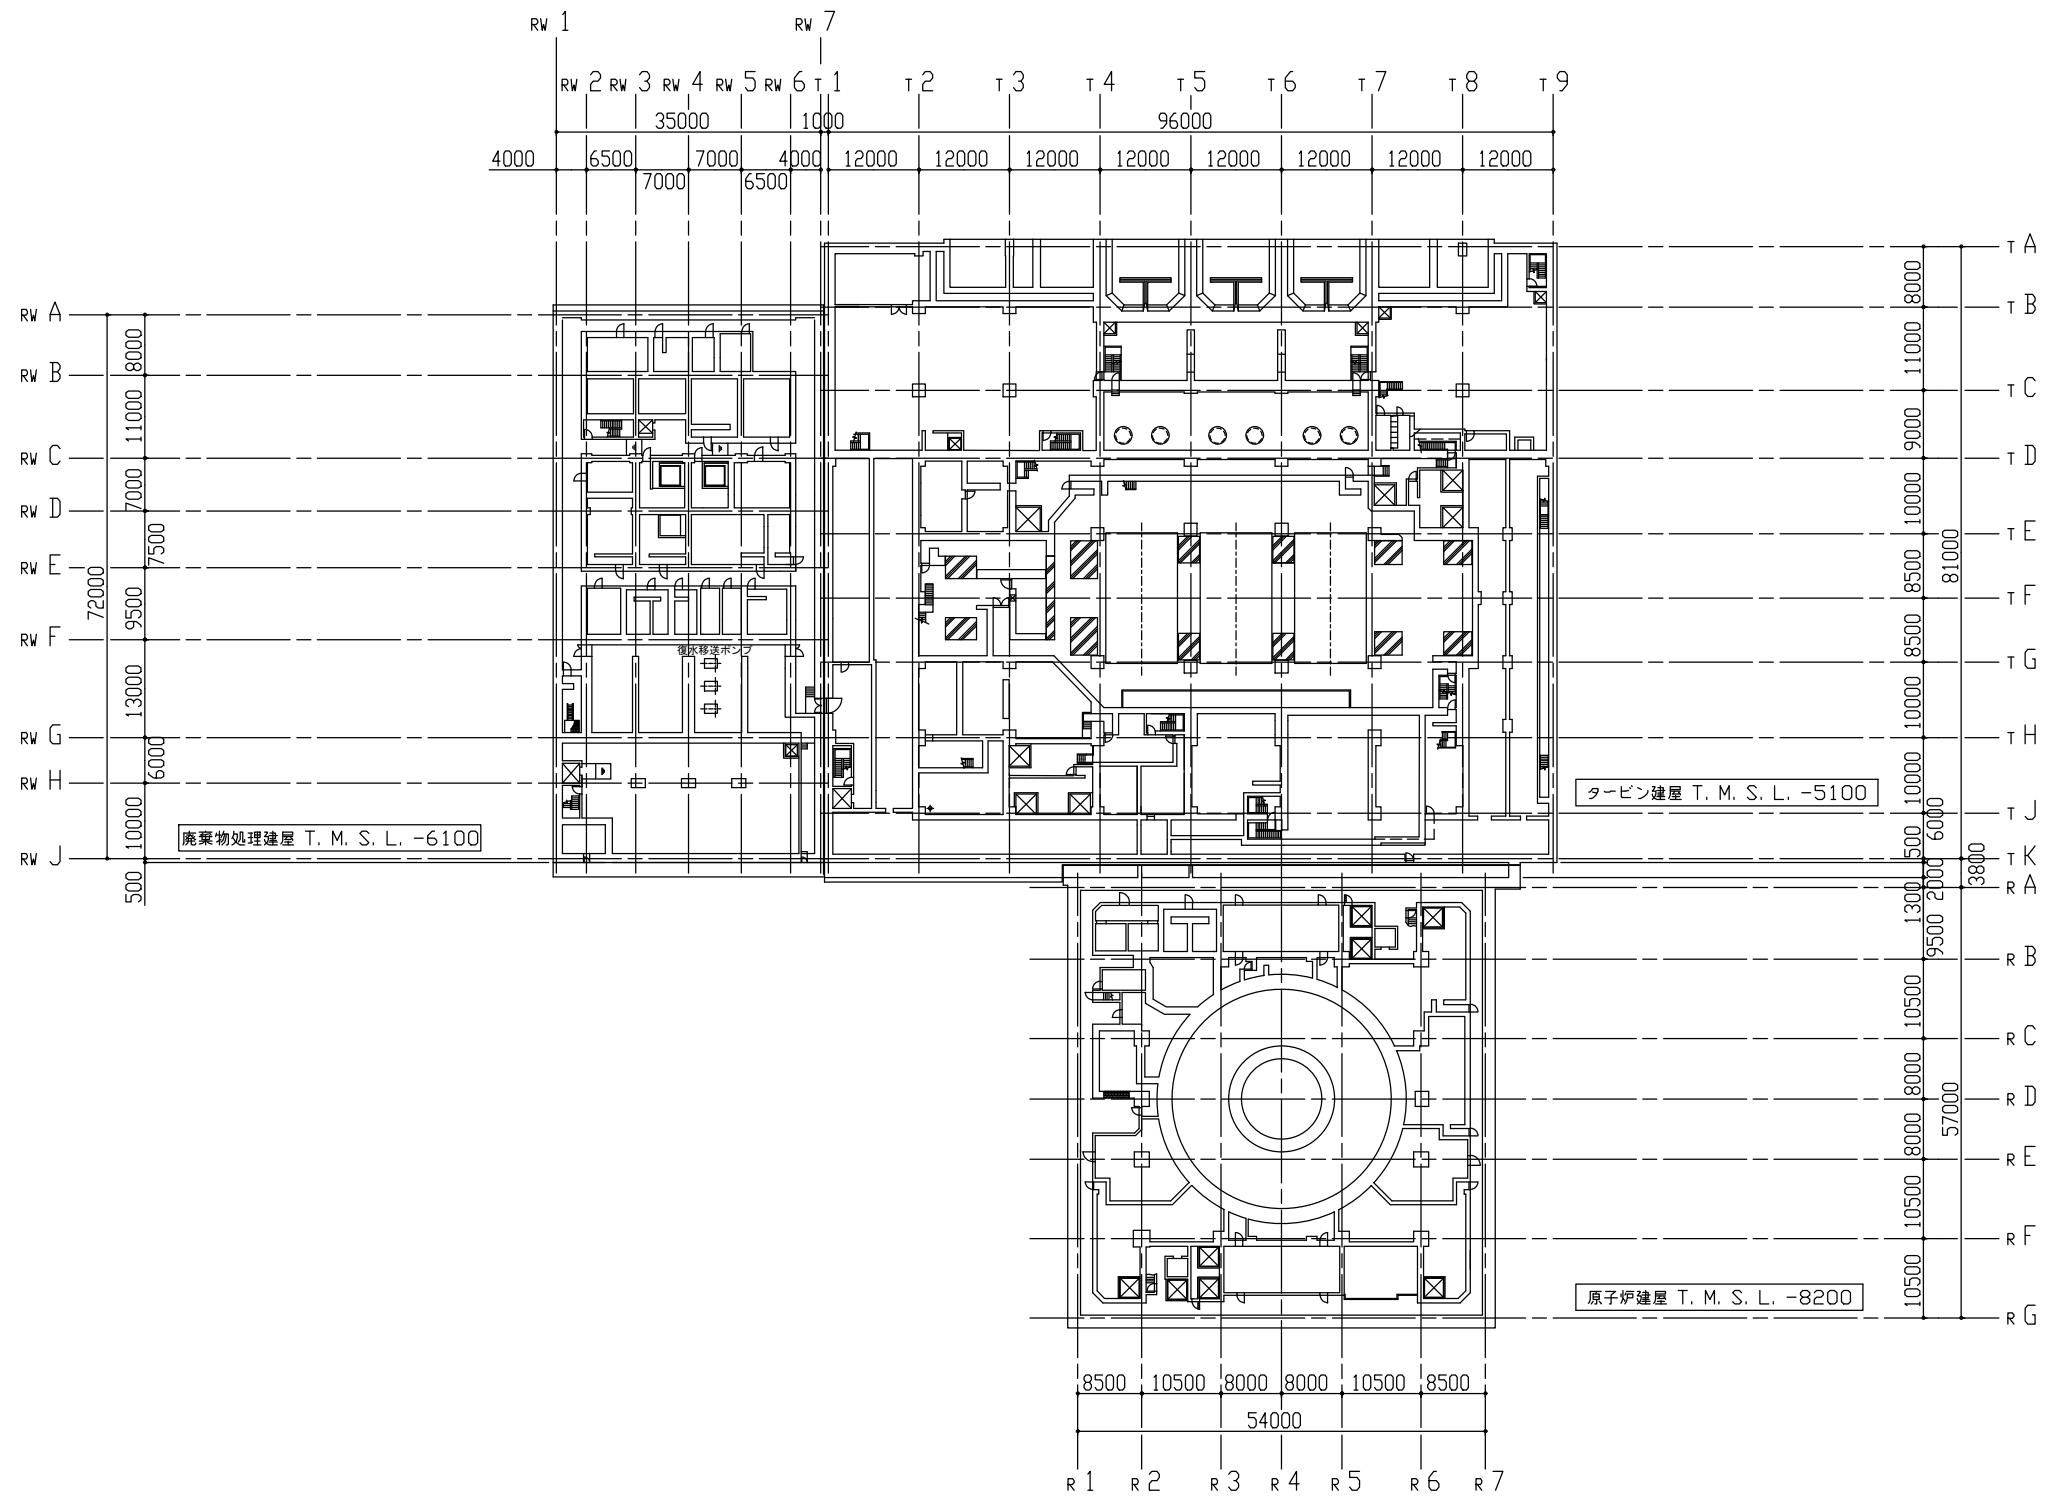 RW 1
RW 7
RW 2 RW 3 RW 4 RW 5 RW 6 T 1 T 2 T 3 T 4 T 5 T 6 T 7 T 8 T 9
35000 1000 96000
4000 6500 7000 4000 12000 12000 12000 12000 12000 12000 12000 12000
7000 6500
T A
8000
T B
RW A
8000
11000
RW B
T C
11000
9000
RW C
T D
7000
10000
RW D
T E
7500
8500
81000
RW E
T F
72000
9500
8500
RW F
復水移送ポンプ
T G
13000
10000
RW G
T H
6000
10000
RW H
タービン建屋 T. M. S. L. -5100
T J
10000
6000
廃棄物処理建屋 T. M. S. L. -6100
500
RW J
T K
3800
500
2000
R A
1300
9500
R B
10500
R C
8000
R D
57000
8000
R E
10500
R F
10500
原子炉建屋 T. M. S. L. -8200
R G
8500 10500 8000 8000 10500 8500
54000
R 1 R 2 R 3 R 4 R 5 R 6 R 7